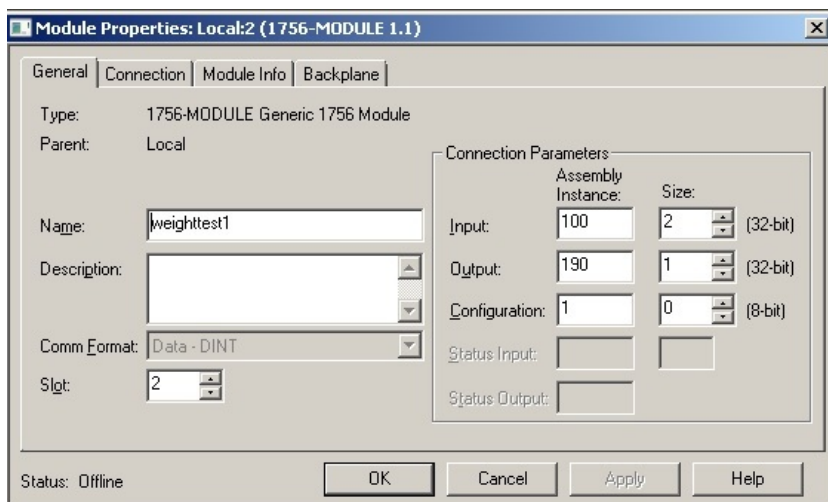 Module Properties: Local:2 (1756-MODULE 1.1)
General Connection Module Info Backplane
Type: 1756-MODULE Generic 1756 Module
Parent: Local
Name: weighttest1
Description:
Comm Format: Data - DINT
Slot: 2
Connection Parameters
Assembly Instance: Size:
Input: 100 2 (32-bit)
Output: 190 1 (32-bit)
Configuration: 1 0 (8-bit)
Status Input:
Status Output:
Status: Offline
OK Cancel Apply Help